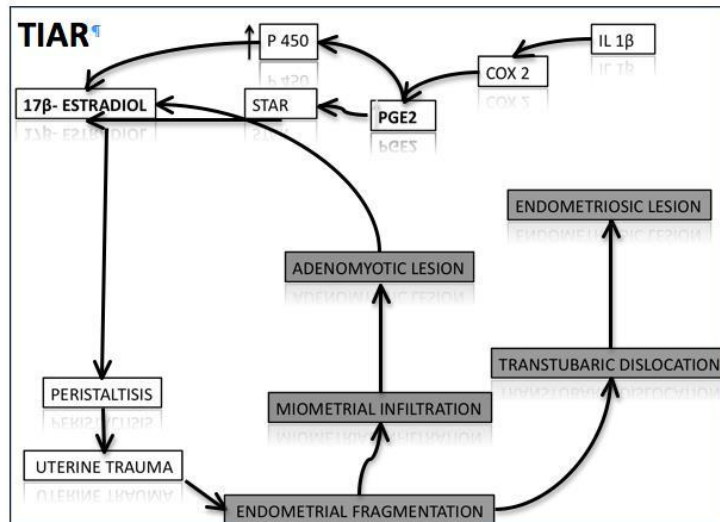 TIAR¶
P 450
IL 1β
COX 2
17β- ESTRADIOL
STAR
PGE2
ENDOMETRIOSIC LESION
ADENOMYOTIC LESION
TRANSTUBARIC DISLOCATION
PERISTALTISIS
MIOMETRIAL INFILTRATION
UTERINE TRAUMA
ENDOMETRIAL FRAGMENTATION